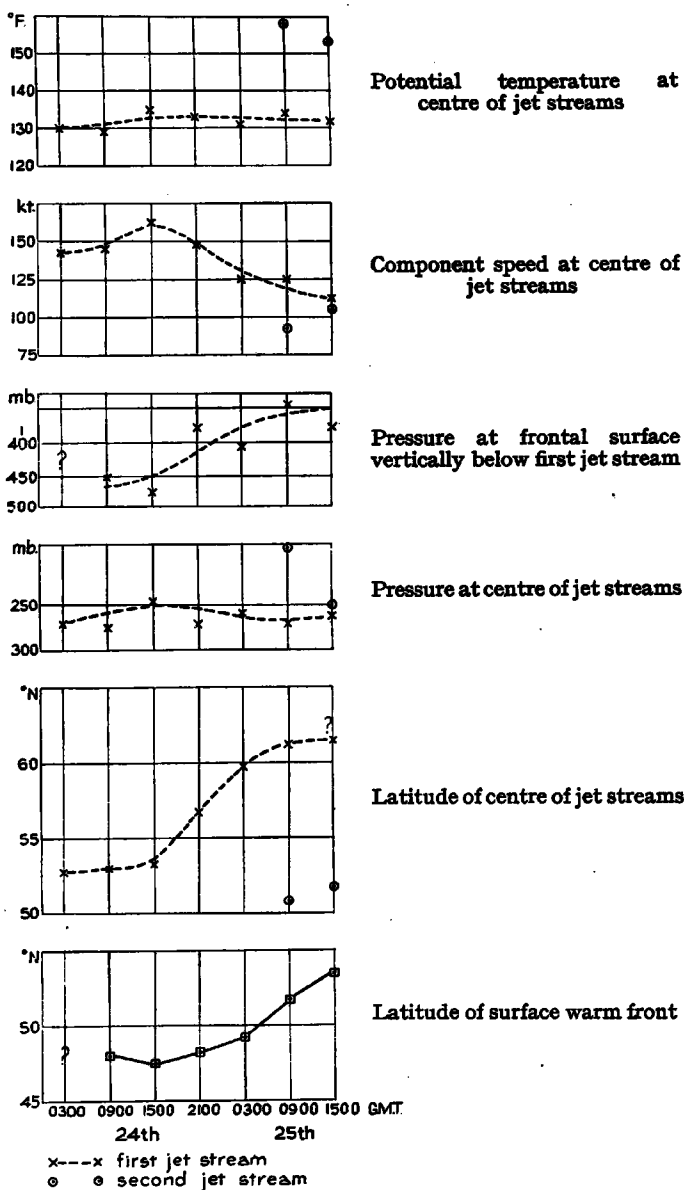 °F.
150
140
130
120
Potential temperature at
centre of jet streams
kt.
150
125
100
75
Component speed at centre of
jet streams
mb
400
?
450
500
Pressure at frontal surface
vertically below first jet stream
mb.
250
300
Pressure at centre of jet streams
°N
?
60
55
50
Latitude of centre of jet streams
°N
50
?
45
Latitude of surface warm front
0300 0900 1500 2100 0300 0900 1500 G.M.T.
24th 25th
x---x first jet stream
⊙ ⊙ second jet stream